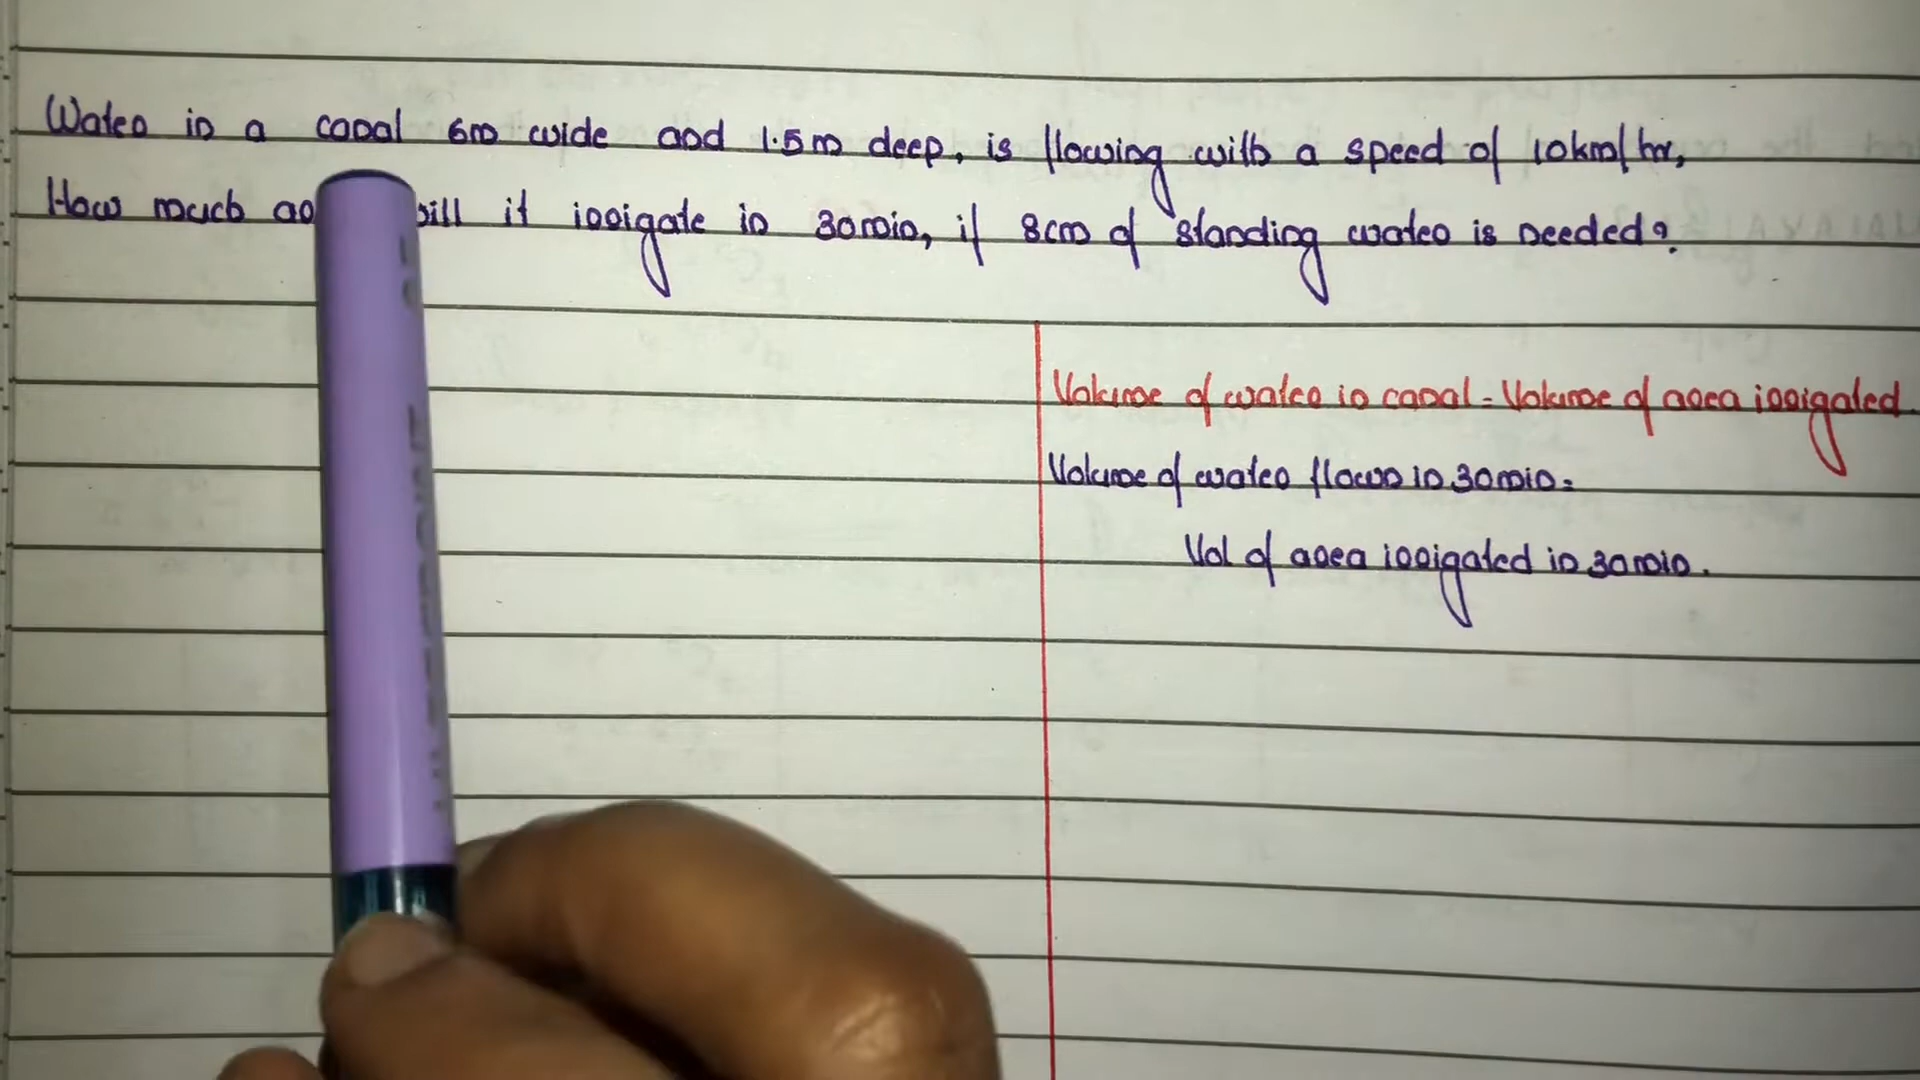 Water in a canal 6m wide and 1.5m deep, is flowing with a speed of 10km/hr,
How much will it irrigate in 30min, if 8cm of standing water is needed?
Volume of water in canal = Volume of area irrigated.
Volume of water flows in 30min =
Vol of area irrigated in 30min.